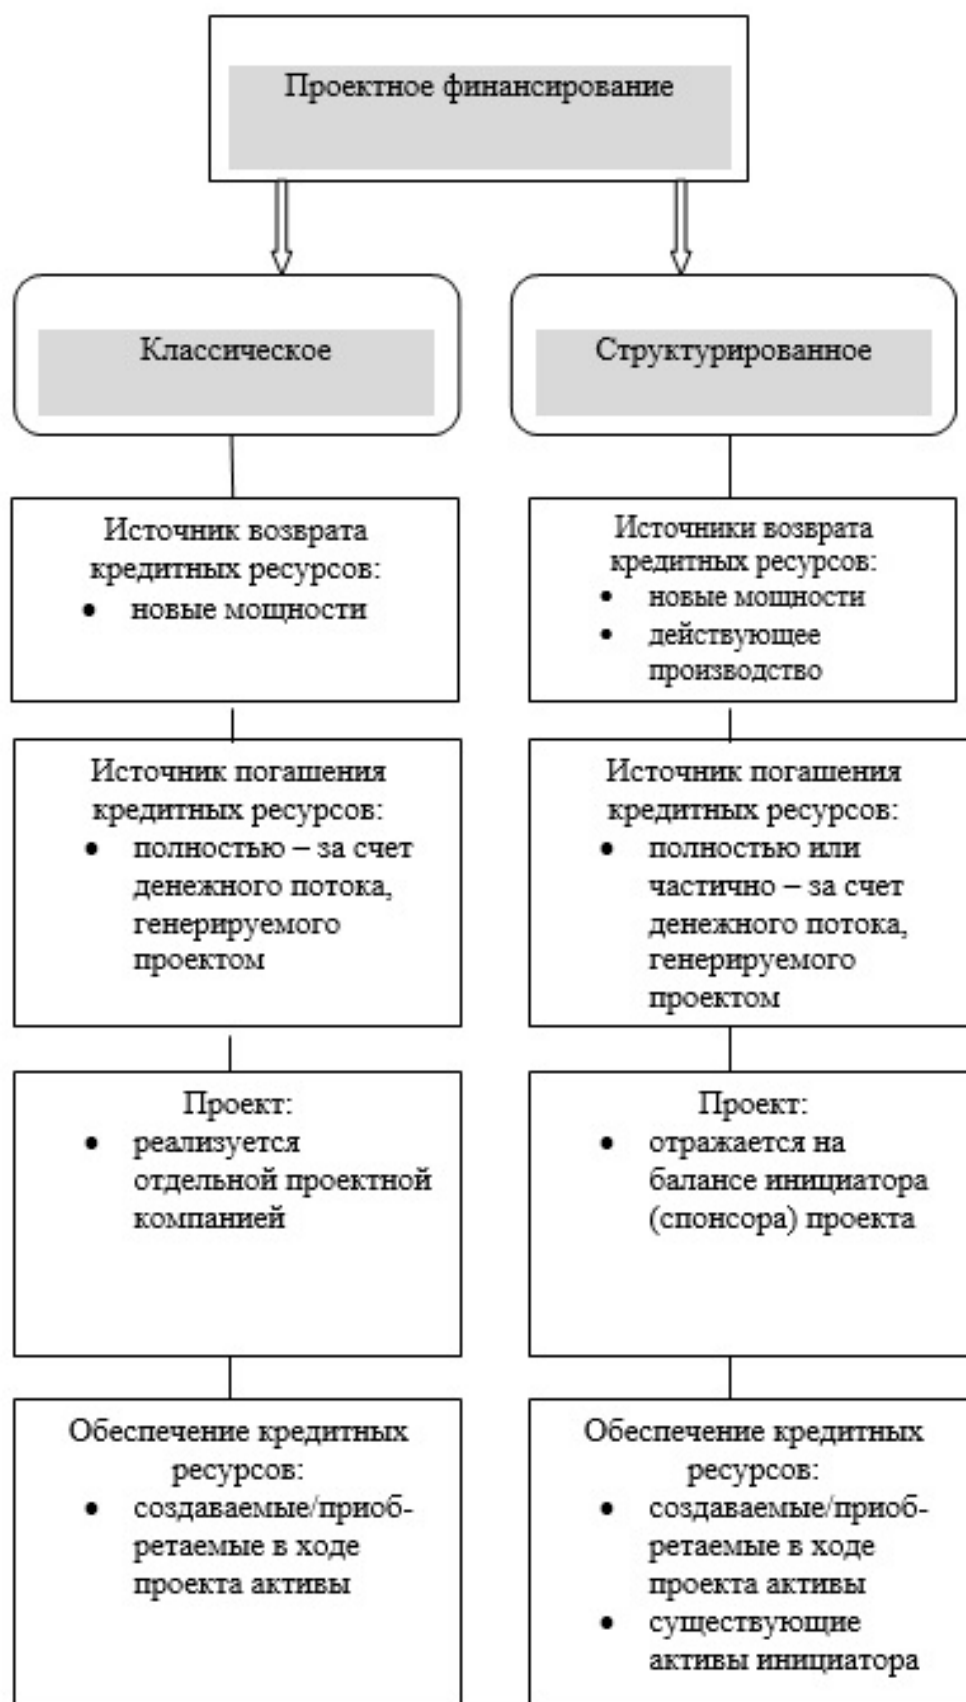 Проектное финансирование
Классическое
Структурированное
Источник возврата
кредитных ресурсов:
• новые мощности
Источник погашения
кредитных ресурсов:
• полностью – за счет
денежного потока,
генерируемого
проектом
Проект:
• реализуется
отдельной проектной
компанией
Обеспечение кредитных
ресурсов:
• создаваемые/приоб-
ретаемые в ходе
проекта активы
Источники возврата
кредитных ресурсов:
• новые мощности
• действующее
производство
Источник погашения
кредитных ресурсов:
• полностью или
частично – за счет
денежного потока,
генерируемого
проектом
Проект:
• отражается на
балансе инициатора
(спонсора) проекта
Обеспечение кредитных
ресурсов:
• создаваемые/приоб-
ретаемые в ходе
проекта активы
• существующие
активы инициатора